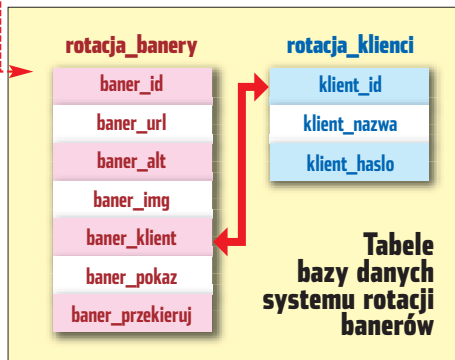 rotacja_banery
baner_id
baner_url
baner_alt
baner_img
baner_klient
baner_pokaz
baner_przekieruj
rotacja_klienci
klient_id
klient_nazwa
klient_haslo
Tabele
bazy danych
systemu rotacji
banerów